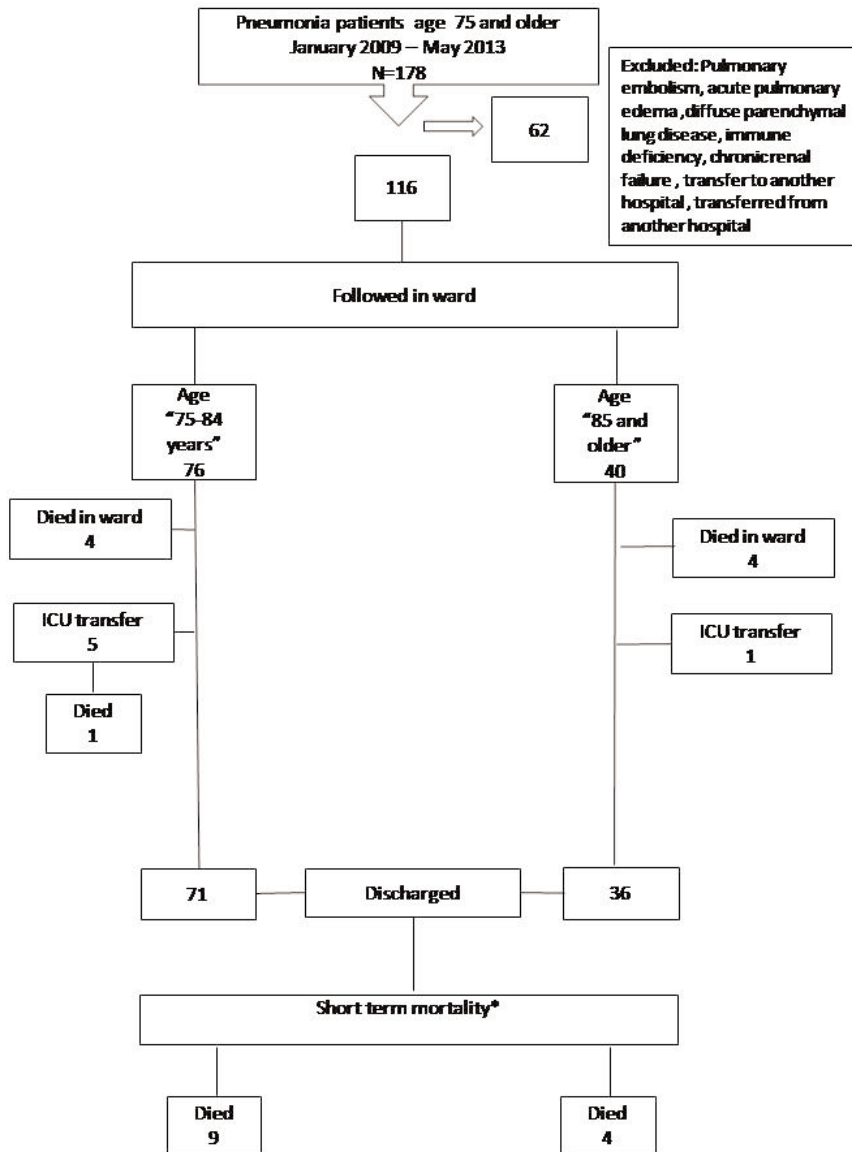 Pneumonia patients age 75 and older
January 2009 – May 2013
N=178
Excluded: Pulmonary
embolism, acute pulmonary
edema ,diffuse parenchymal
lung disease, immune
deficiency, chronic renal
failure , transfer to another
hospital , transferred from
another hospital
62
116
Followed in ward
Age
"75-84
years"
76
Age
"85 and
older"
40
Died in ward
4
Died in ward
4
ICU transfer
5
ICU transfer
1
Died
1
71
Discharged
36
Short term mortality*
Died
9
Died
4